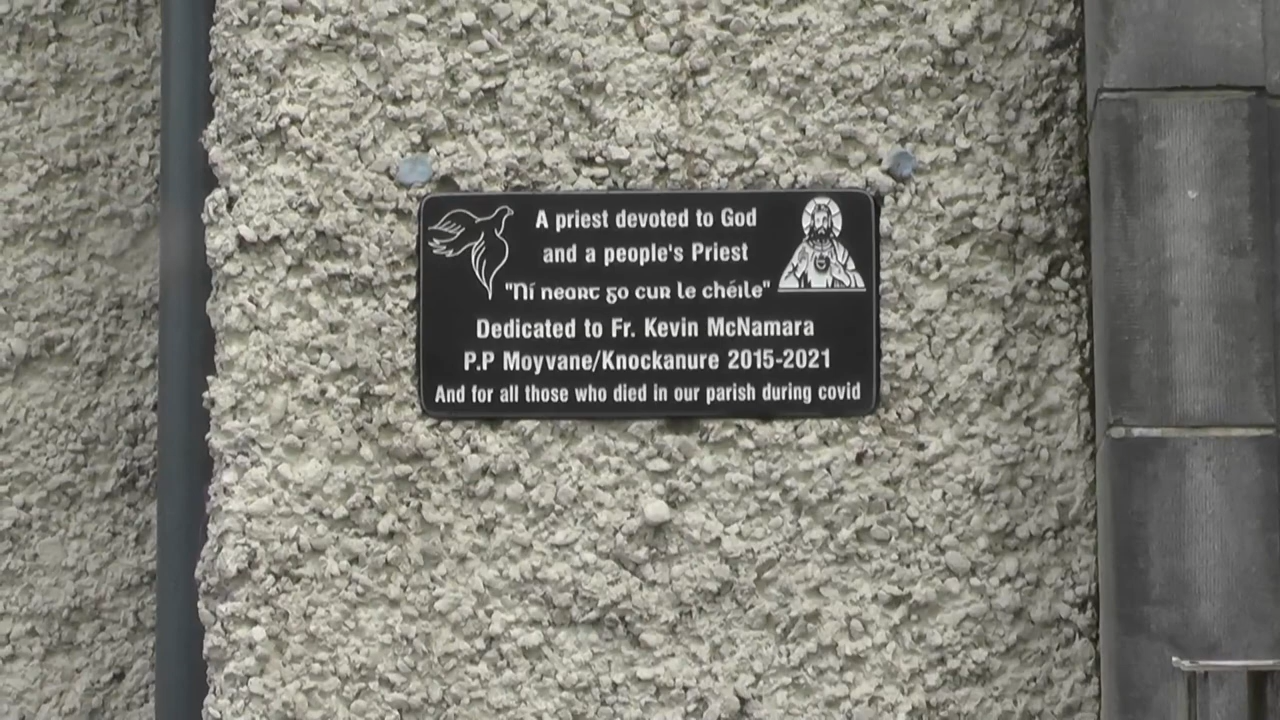 A priest devoted to God
and a people's Priest
"Ní neart go cur le chéile"
Dedicated to Fr. Kevin McNamara
P.P Moyvane/Knockanure 2015-2021
And for all those who died in our parish during covid